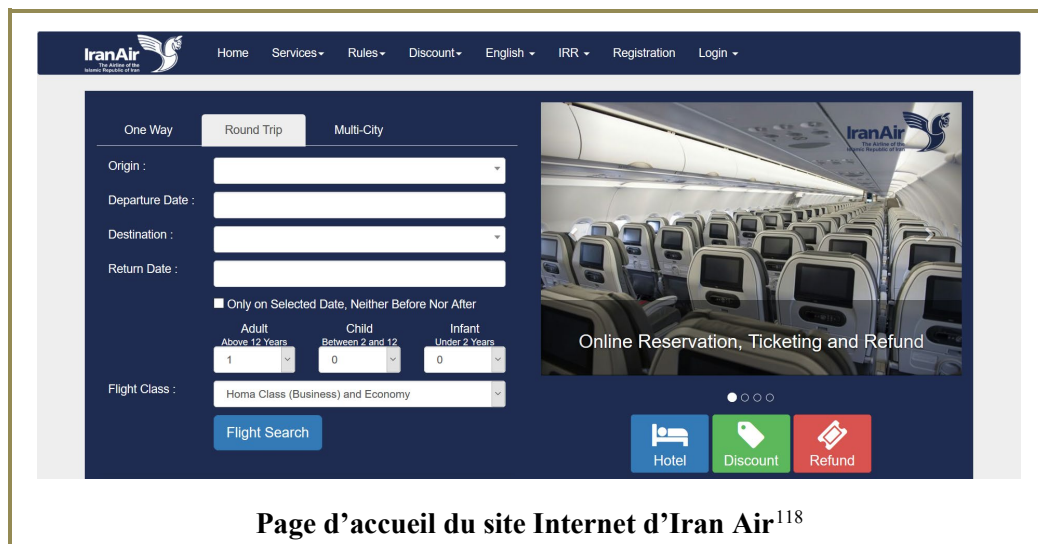 IranAir
The Airline of the
Islamic Republic of Iran
Home Services Rules Discount English IRR Registration Login
One Way Round Trip Multi-City
Origin :
Departure Date :
Destination :
Return Date :
Only on Selected Date, Neither Before Nor After
Adult Child Infant
Above 12 Years Between 2 and 12 Under 2 Years
1 0 0
Flight Class :
Homa Class (Business) and Economy
Flight Search
IranAir
The Airline of the
Islamic Republic of Iran
Online Reservation, Ticketing and Refund
Hotel Discount Refund
Page d’accueil du site Internet d’Iran Air118